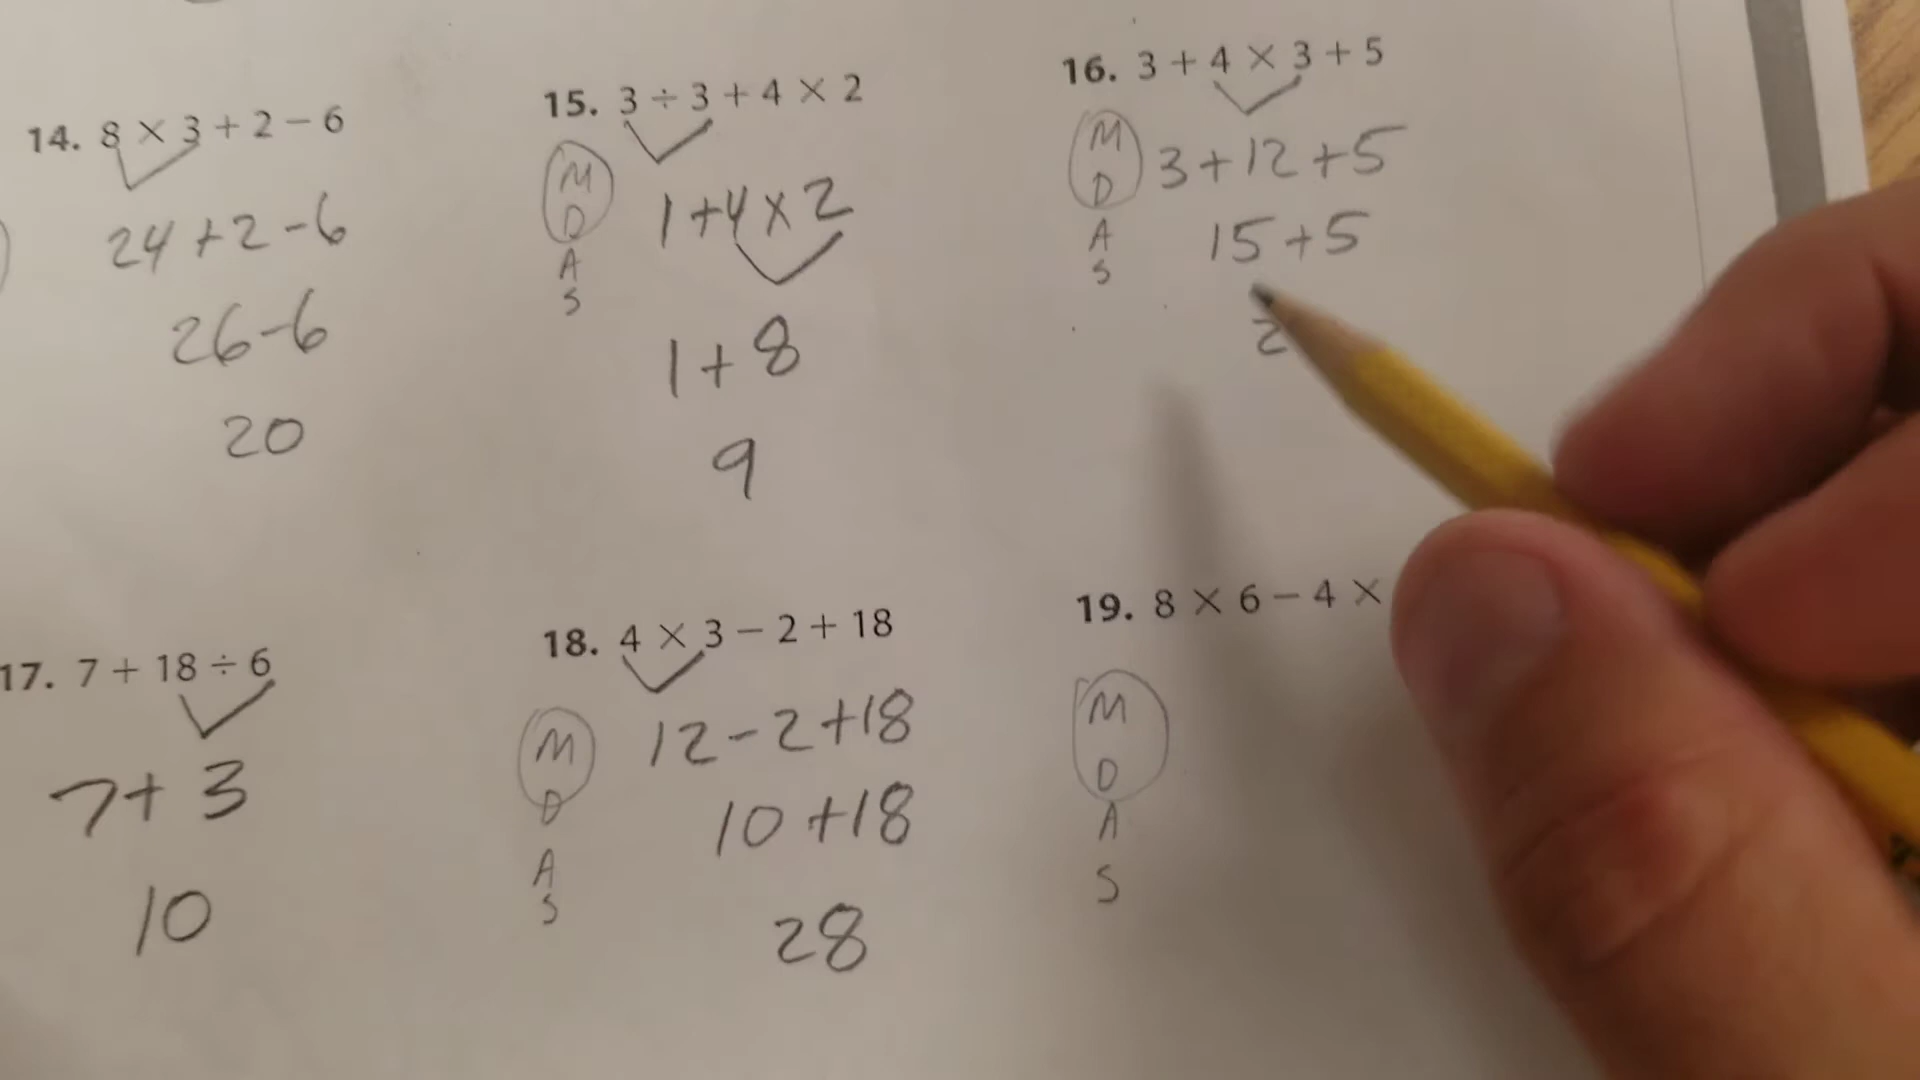 14. 8 × 3 + 2 − 6
24 + 2 - 6
26 - 6
20
15. 3 ÷ 3 + 4 × 2
M
D
A
S
1 + 4 × 2
1 + 8
9
16. 3 + 4 × 3 + 5
M
D
A
S
3 + 12 + 5
15 + 5
2
17. 7 + 18 ÷ 6
7 + 3
10
18. 4 × 3 − 2 + 18
M
D
A
S
12 - 2 + 18
10 + 18
28
19. 8 × 6 − 4 ×
M
D
A
S